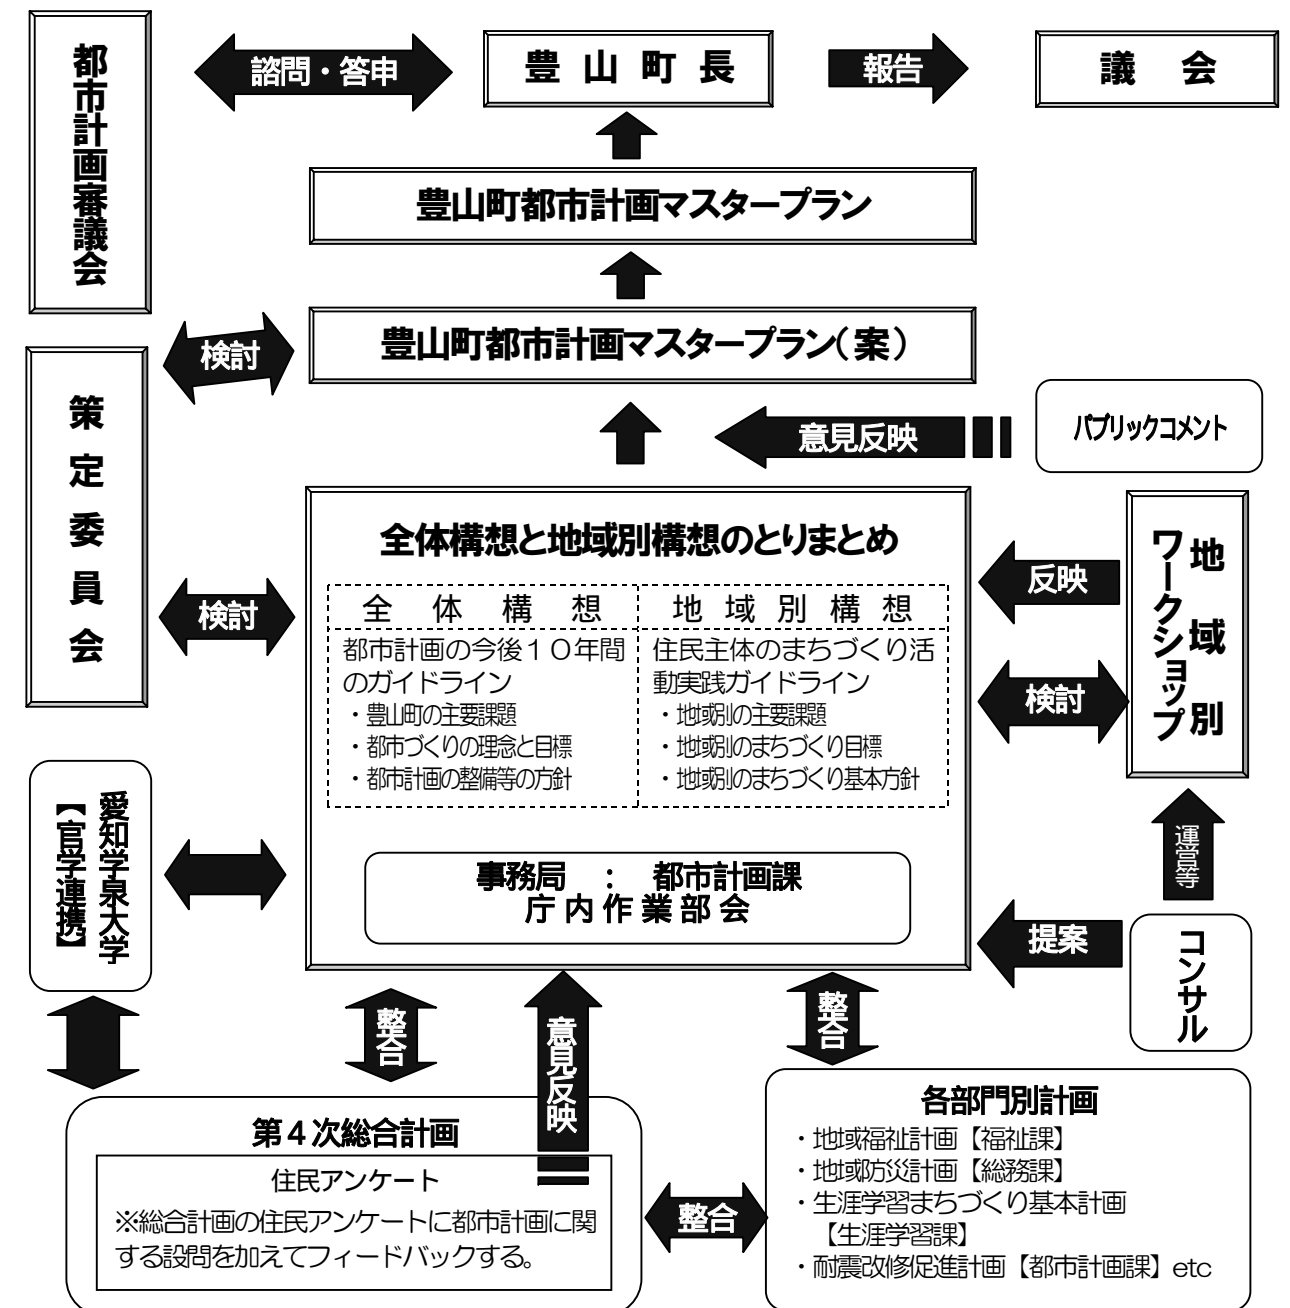 都市計画審議会
諮問・答申
豊山町長
報告
議会
豊山町都市計画マスタープラン
豊山町都市計画マスタープラン(案)
検討
策定委員会
意見反映
パブリックコメント
全体構想と地域別構想のとりまとめ
全体構想
都市計画の今後10年間
のガイドライン
・豊山町の主要課題
・都市づくりの理念と目標
・都市計画の整備等の方針
地域別構想
住民主体のまちづくり活
動実践ガイドライン
・地域別の主要課題
・地域別のまちづくり目標
・地域別のまちづくり基本方針
検討
反映
検討
地域別
ワークショップ
愛知学泉大学
【官学連携】
事務局 : 都市計画課
庁内作業部会
運営等
提案
コンサル
整合
意見反映
整合
第4次総合計画
住民アンケート
※総合計画の住民アンケートに都市計画に関
する設問を加えてフィードバックする。
整合
各部門別計画
・地域福祉計画【福祉課】
・地域防災計画【総務課】
・生涯学習まちづくり基本計画
【生涯学習課】
・耐震改修促進計画【都市計画課】etc